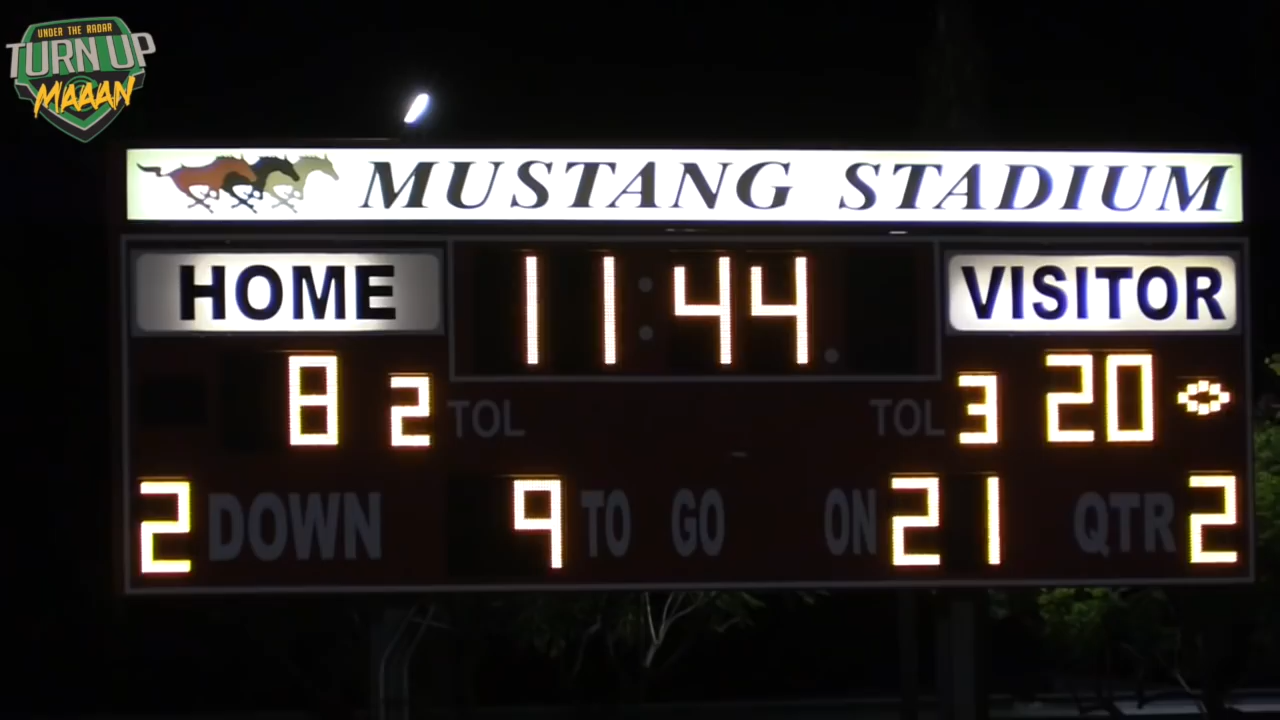 UNDER THE RADAR
TURN UP
MAAAN
MUSTANG STADIUM
HOME 11:44 VISITOR
8 2 TOL TOL 3 20
2 DOWN 9 TO GO ON 21 QTR 2